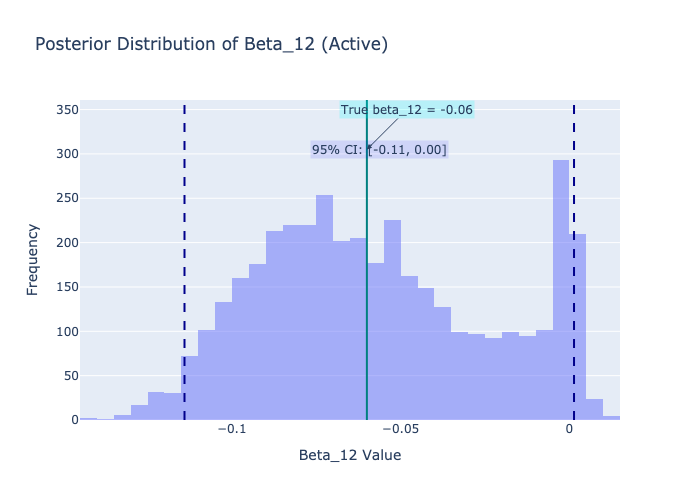 Posterior Distribution of Beta_12 (Active)
True beta_12 = -0.06
95% CI: [-0.11, 0.00]
Frequency
350
300
250
200
150
100
50
0
−0.1
−0.05
0
Beta_12 Value